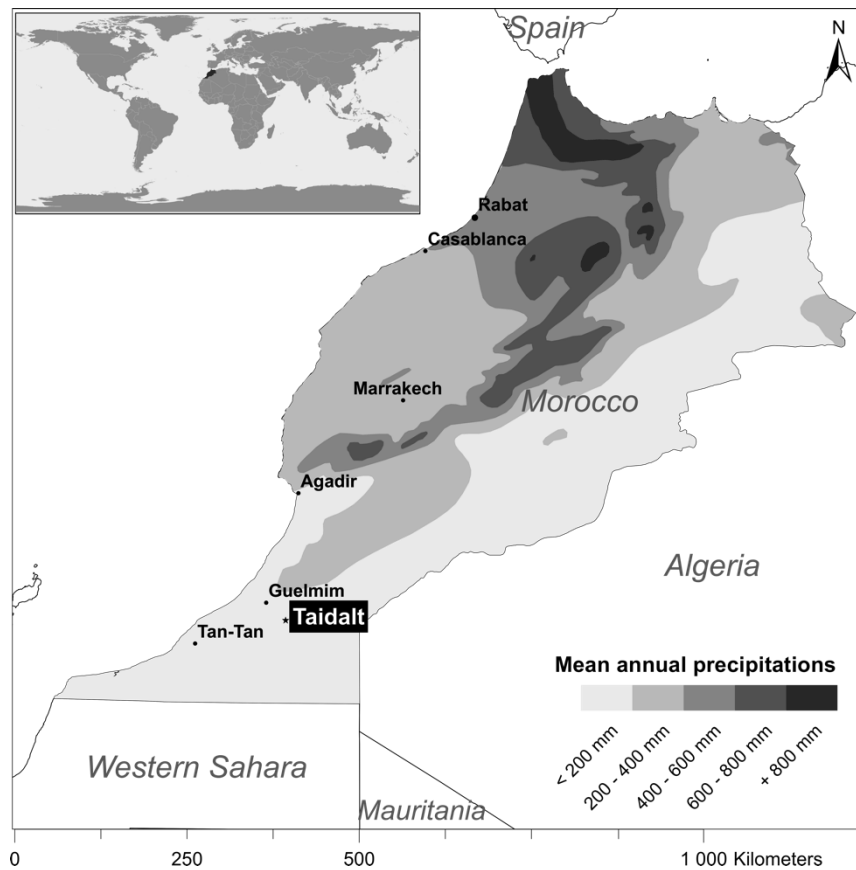 Spain
N
Rabat
Casablanca
Marrakech
Morocco
Agadir
Algeria
Guelmim
Taidalt
Tan-Tan
Mean annual precipitations
< 200 mm
200 - 400 mm
400 - 600 mm
600 - 800 mm
+ 800 mm
Western Sahara
Mauritania
0 250 500 1 000 Kilometers